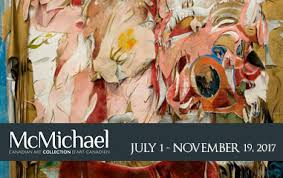 McMichael
CANADIAN ART COLLECTION D'ART CANADIEN
JULY 1 - NOVEMBER 19, 2017